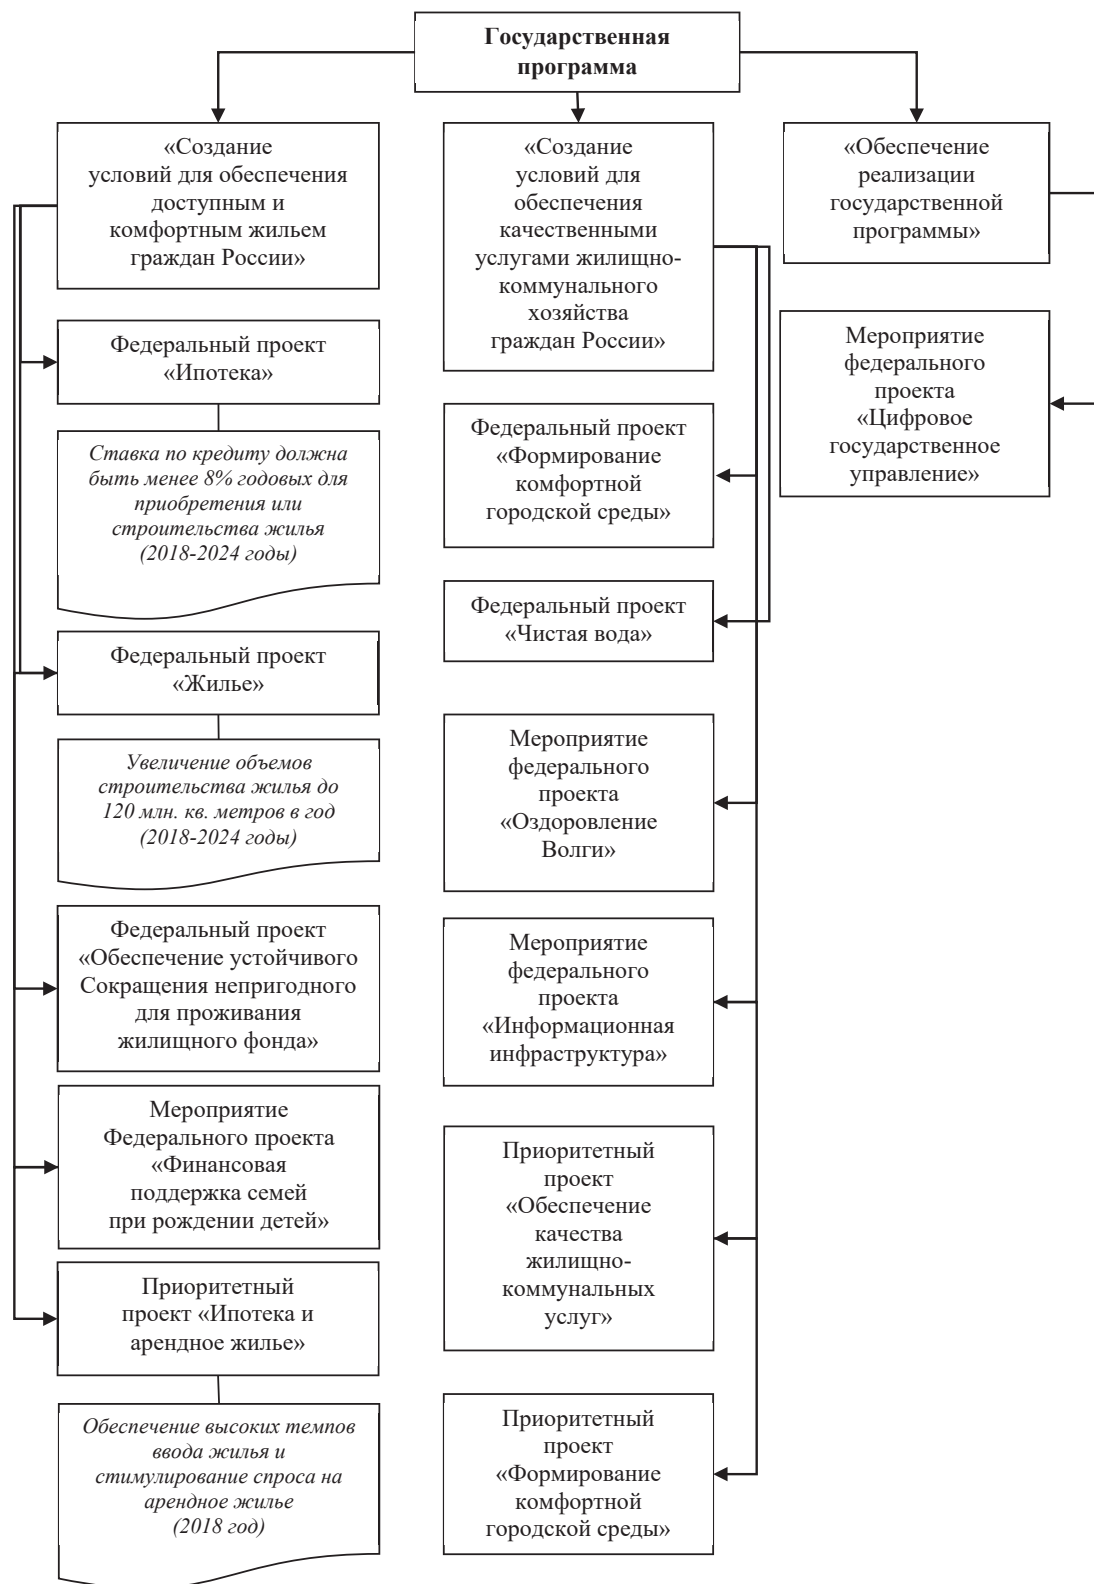 Государственная
программа
«Создание
условий для обеспечения
доступным и
комфортным жильем
граждан России»
Федеральный проект
«Ипотека»
Ставка по кредиту должна
быть менее 8% годовых для
приобретения или
строительства жилья
(2018-2024 годы)
Федеральный проект
«Жилье»
Увеличение объемов
строительства жилья до
120 млн. кв. метров в год
(2018-2024 годы)
Федеральный проект
«Обеспечение устойчивого
Сокращения непригодного
для проживания
жилищного фонда»
Мероприятие
Федерального проекта
«Финансовая
поддержка семей
при рождении детей»
Приоритетный
проект «Ипотека и
арендное жилье»
Обеспечение высоких темпов
ввода жилья и
стимулирование спроса на
арендное жилье
(2018 год)
«Создание
условий для
обеспечения
качественными
услугами жилищно-
коммунального
хозяйства
граждан России»
Федеральный проект
«Формирование
комфортной
городской среды»
Федеральный проект
«Чистая вода»
Мероприятие
федерального
проекта
«Оздоровление
Волги»
Мероприятие
федерального
проекта
«Информационная
инфраструктура»
Приоритетный
проект
«Обеспечение
качества
жилищно-
коммунальных
услуг»
Приоритетный
проект
«Формирование
комфортной
городской среды»
«Обеспечение
реализации
государственной
программы»
Мероприятие
федерального
проекта
«Цифровое
государственное
управление»